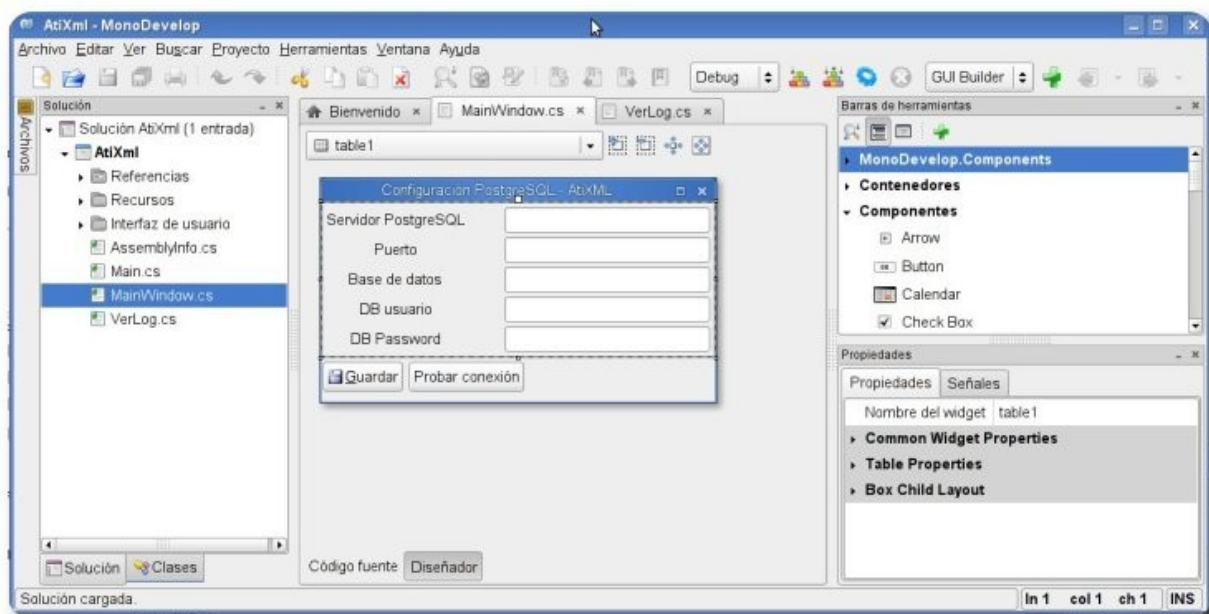 AtiXml - MonoDevelop
Archivo Editar Ver Buscar Proyecto Herramientas Ventana Ayuda
Debug
GUI Builder
Archivos
Solución
Solución AtiXml (1 entrada)
AtiXml
Referencias
Recursos
Interfaz de usuario
AssemblyInfo.cs
Main.cs
MainWindow.cs
VerLog.cs
Solución
Clases
Bienvenido
MainWindow.cs
VerLog.cs
table1
Configuración PostgreSQL - AtiXML
Servidor PostgreSQL
Puerto
Base de datos
DB usuario
DB Password
Guardar
Probar conexión
Código fuente
Diseñador
Barras de herramientas
MonoDevelop.Components
Contenedores
Componentes
Arrow
Button
Calendar
Check Box
Propiedades
Propiedades
Señales
Nombre del widget table1
Common Widget Properties
Table Properties
Box Child Layout
Solución cargada.
ln 1 col 1 ch 1 INS